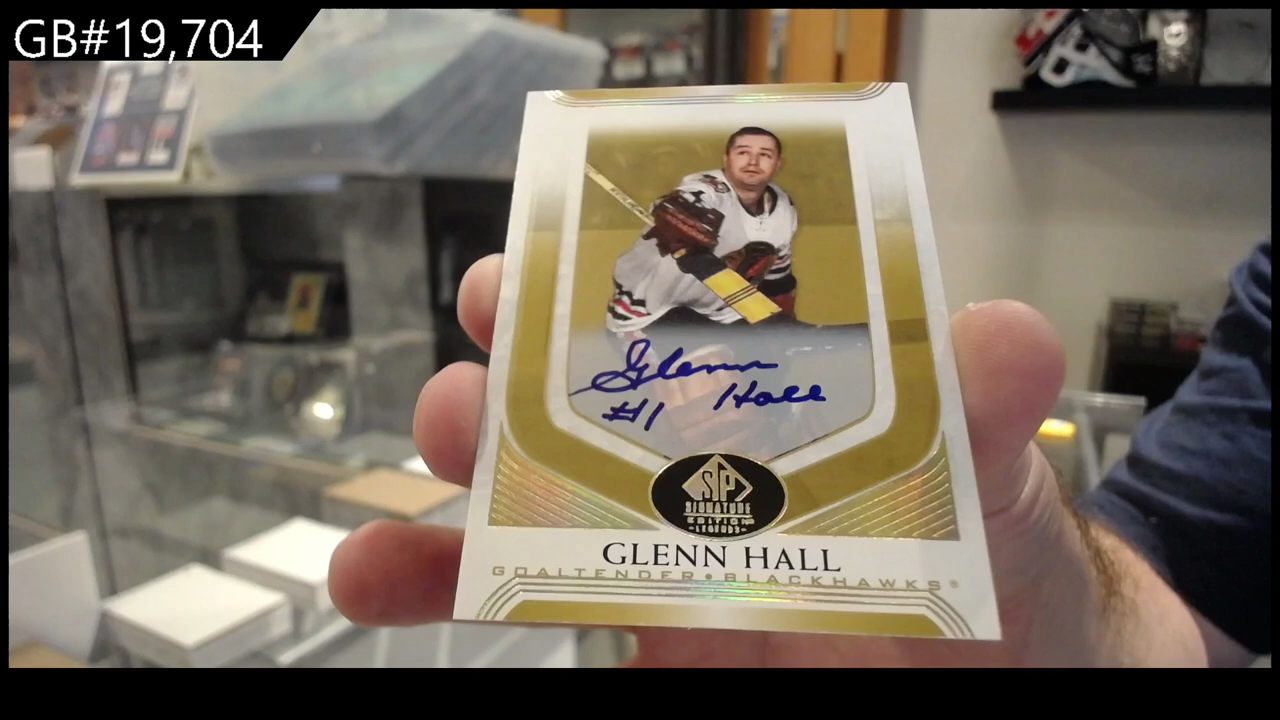 GB#19,704
Glenn
#1 Hall
SP
SIGNATURE
EDITION
-LEGENDS-
GLENN HALL
GOALTENDER • BLACKHAWKS®